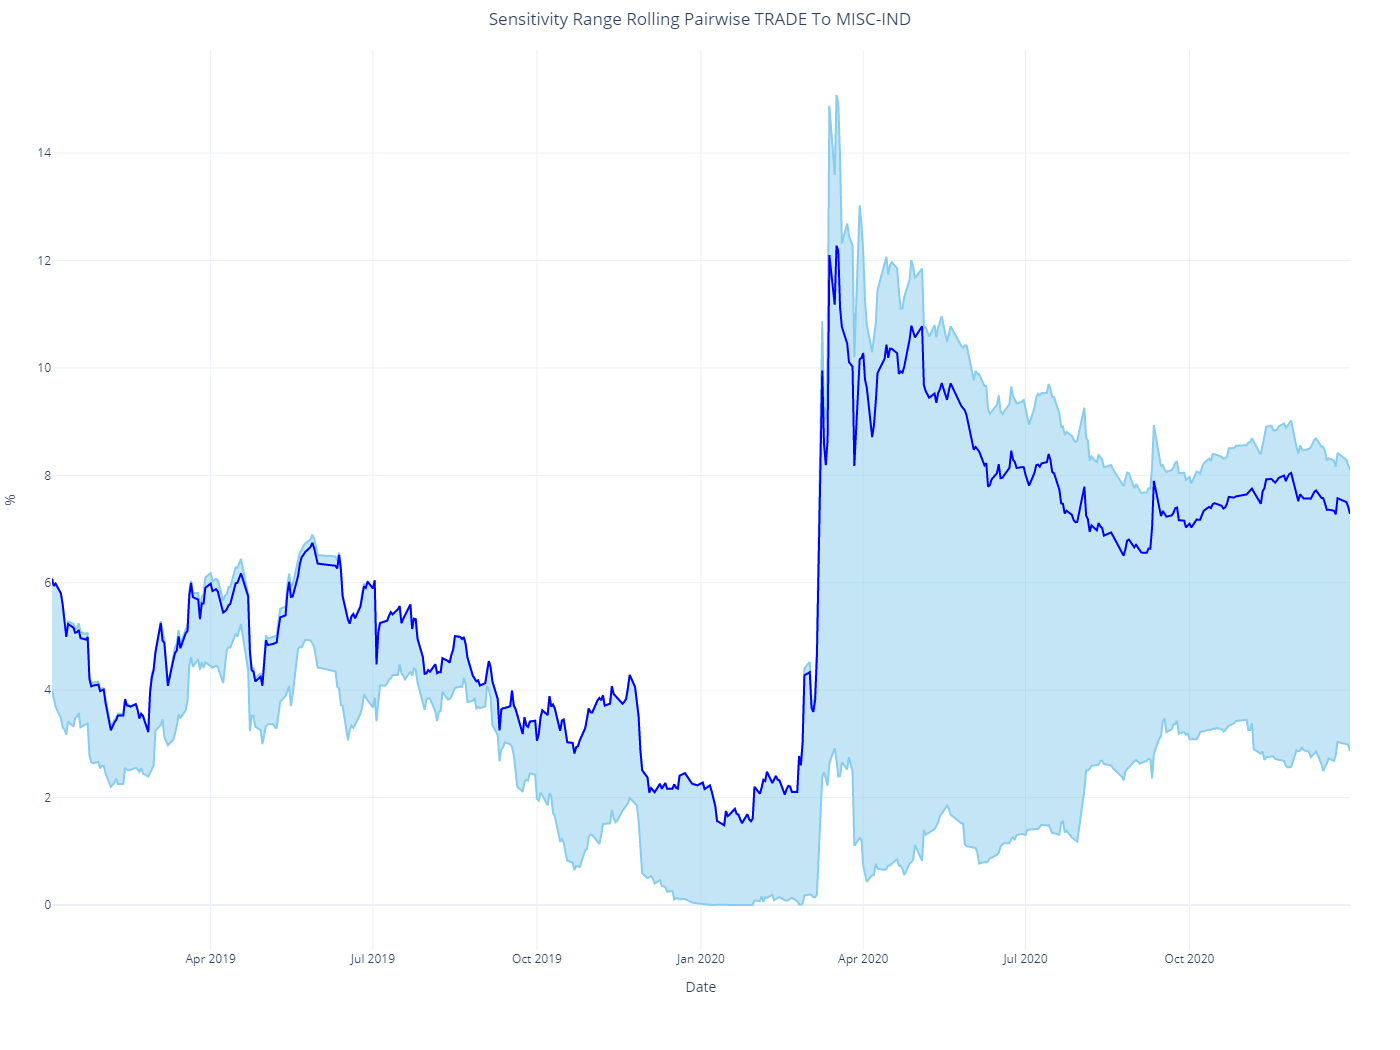 Sensitivity Range Rolling Pairwise TRADE To MISC-IND
14
12
10
8
6
4
2
0
%
Apr 2019
Jul 2019
Oct 2019
Jan 2020
Apr 2020
Jul 2020
Oct 2020
Date